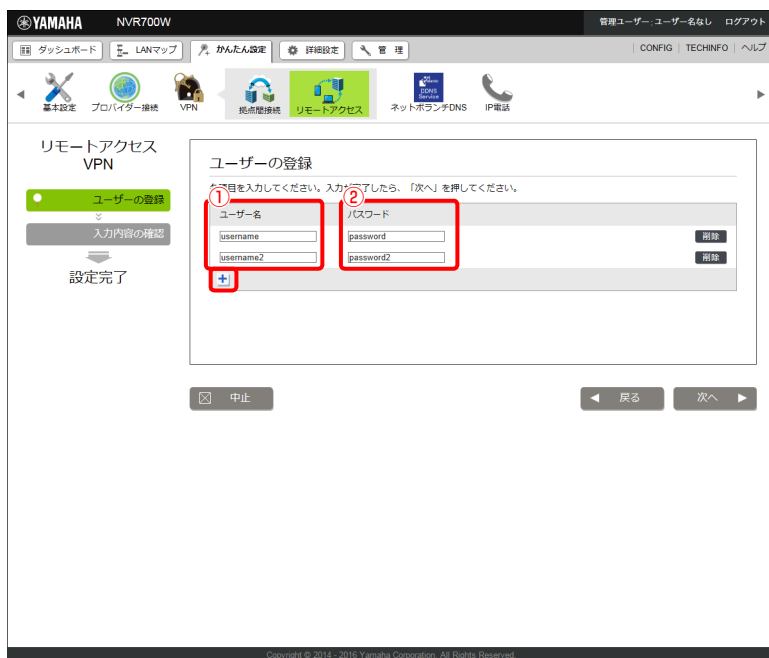 YAMAHA NVR700W 管理ユーザー:ユーザー名なし ログアウト
ダッシュボード LANマップ かんたん設定 詳細設定 管 理 CONFIG TECHINFO ヘルプ
基本設定 プロバイダー接続 VPN 拠点間接続 リモートアクセス DDNS Service ネットボランチDNS IP電話
リモートアクセス
VPN
ユーザーの登録
入力内容の確認
設定完了
ユーザーの登録
項目を入力してください。入力が完了したら、「次へ」を押してください。
① ②
ユーザー名 パスワード
username password 削除
username2 password2 削除
+
中止 戻る 次へ
Copyright © 2014 - 2016 Yamaha Corporation. All Rights Reserved.